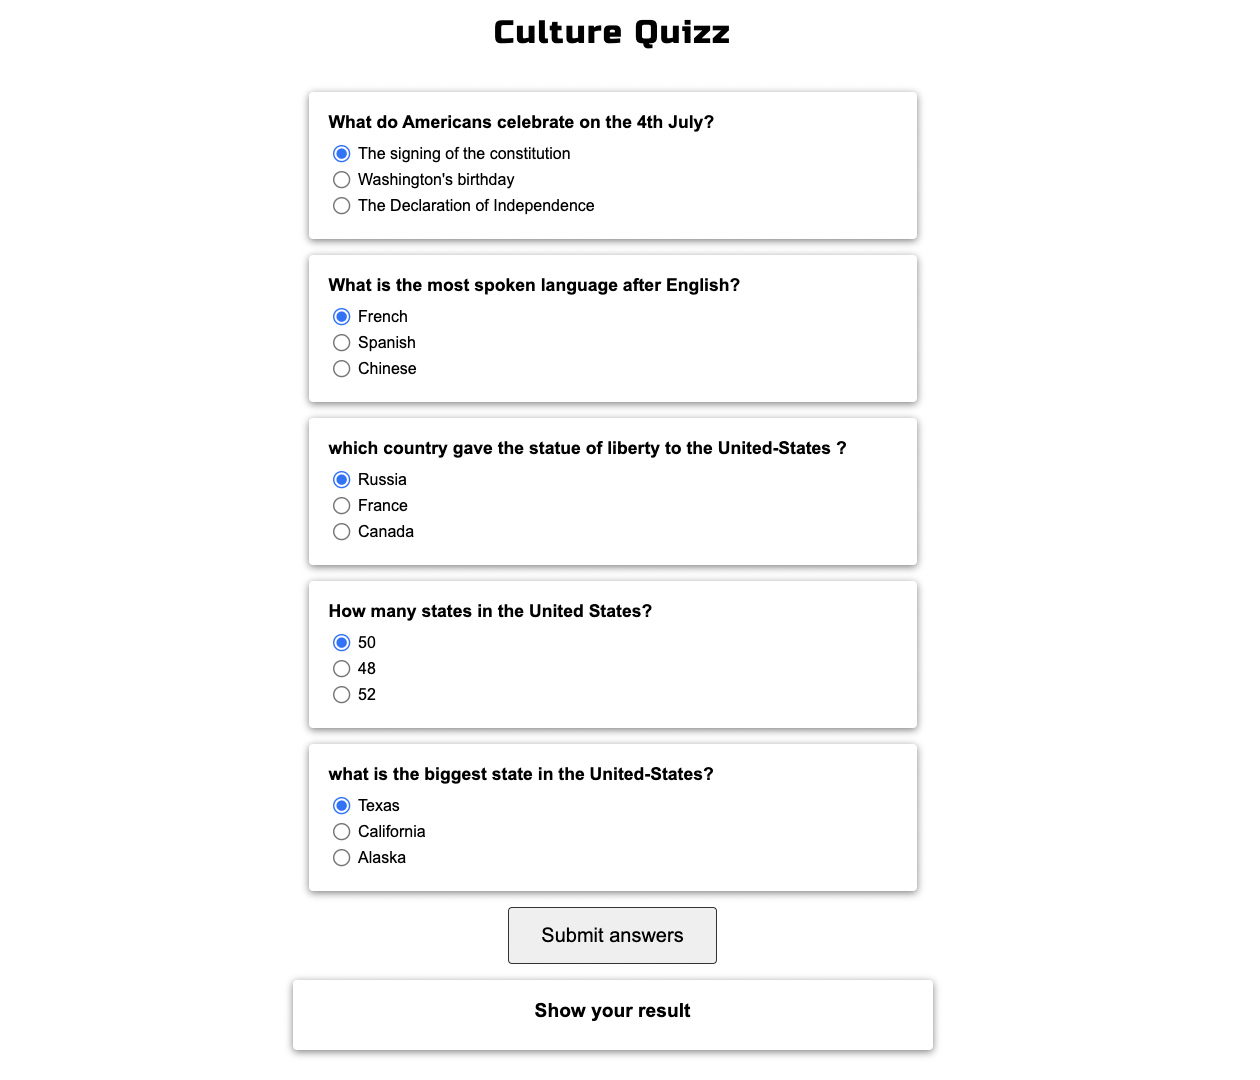 Culture Quizz
What do Americans celebrate on the 4th July?
The signing of the constitution
Washington's birthday
The Declaration of Independence
What is the most spoken language after English?
French
Spanish
Chinese
which country gave the statue of liberty to the United-States ?
Russia
France
Canada
How many states in the United States?
50
48
52
what is the biggest state in the United-States?
Texas
California
Alaska
Submit answers
Show your result